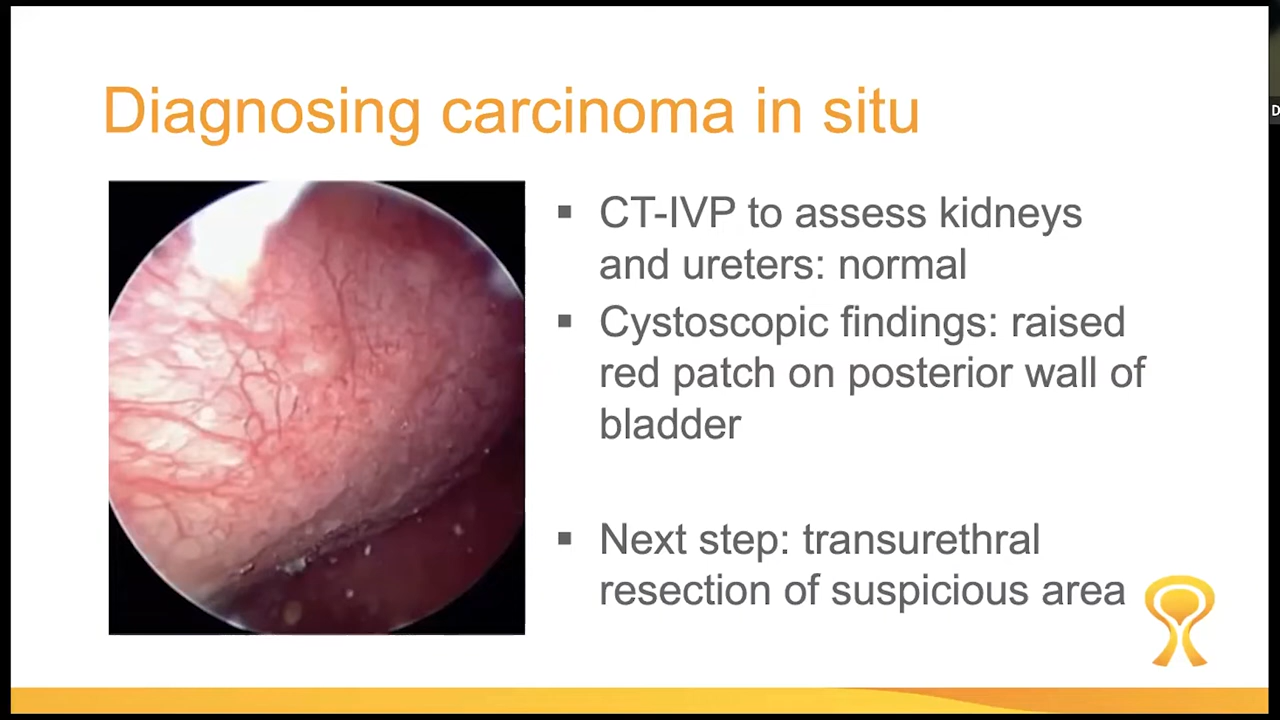 Diagnosing carcinoma in situ
▪ CT-IVP to assess kidneys
and ureters: normal
▪ Cystoscopic findings: raised
red patch on posterior wall of
bladder
▪ Next step: transurethral
resection of suspicious area
D